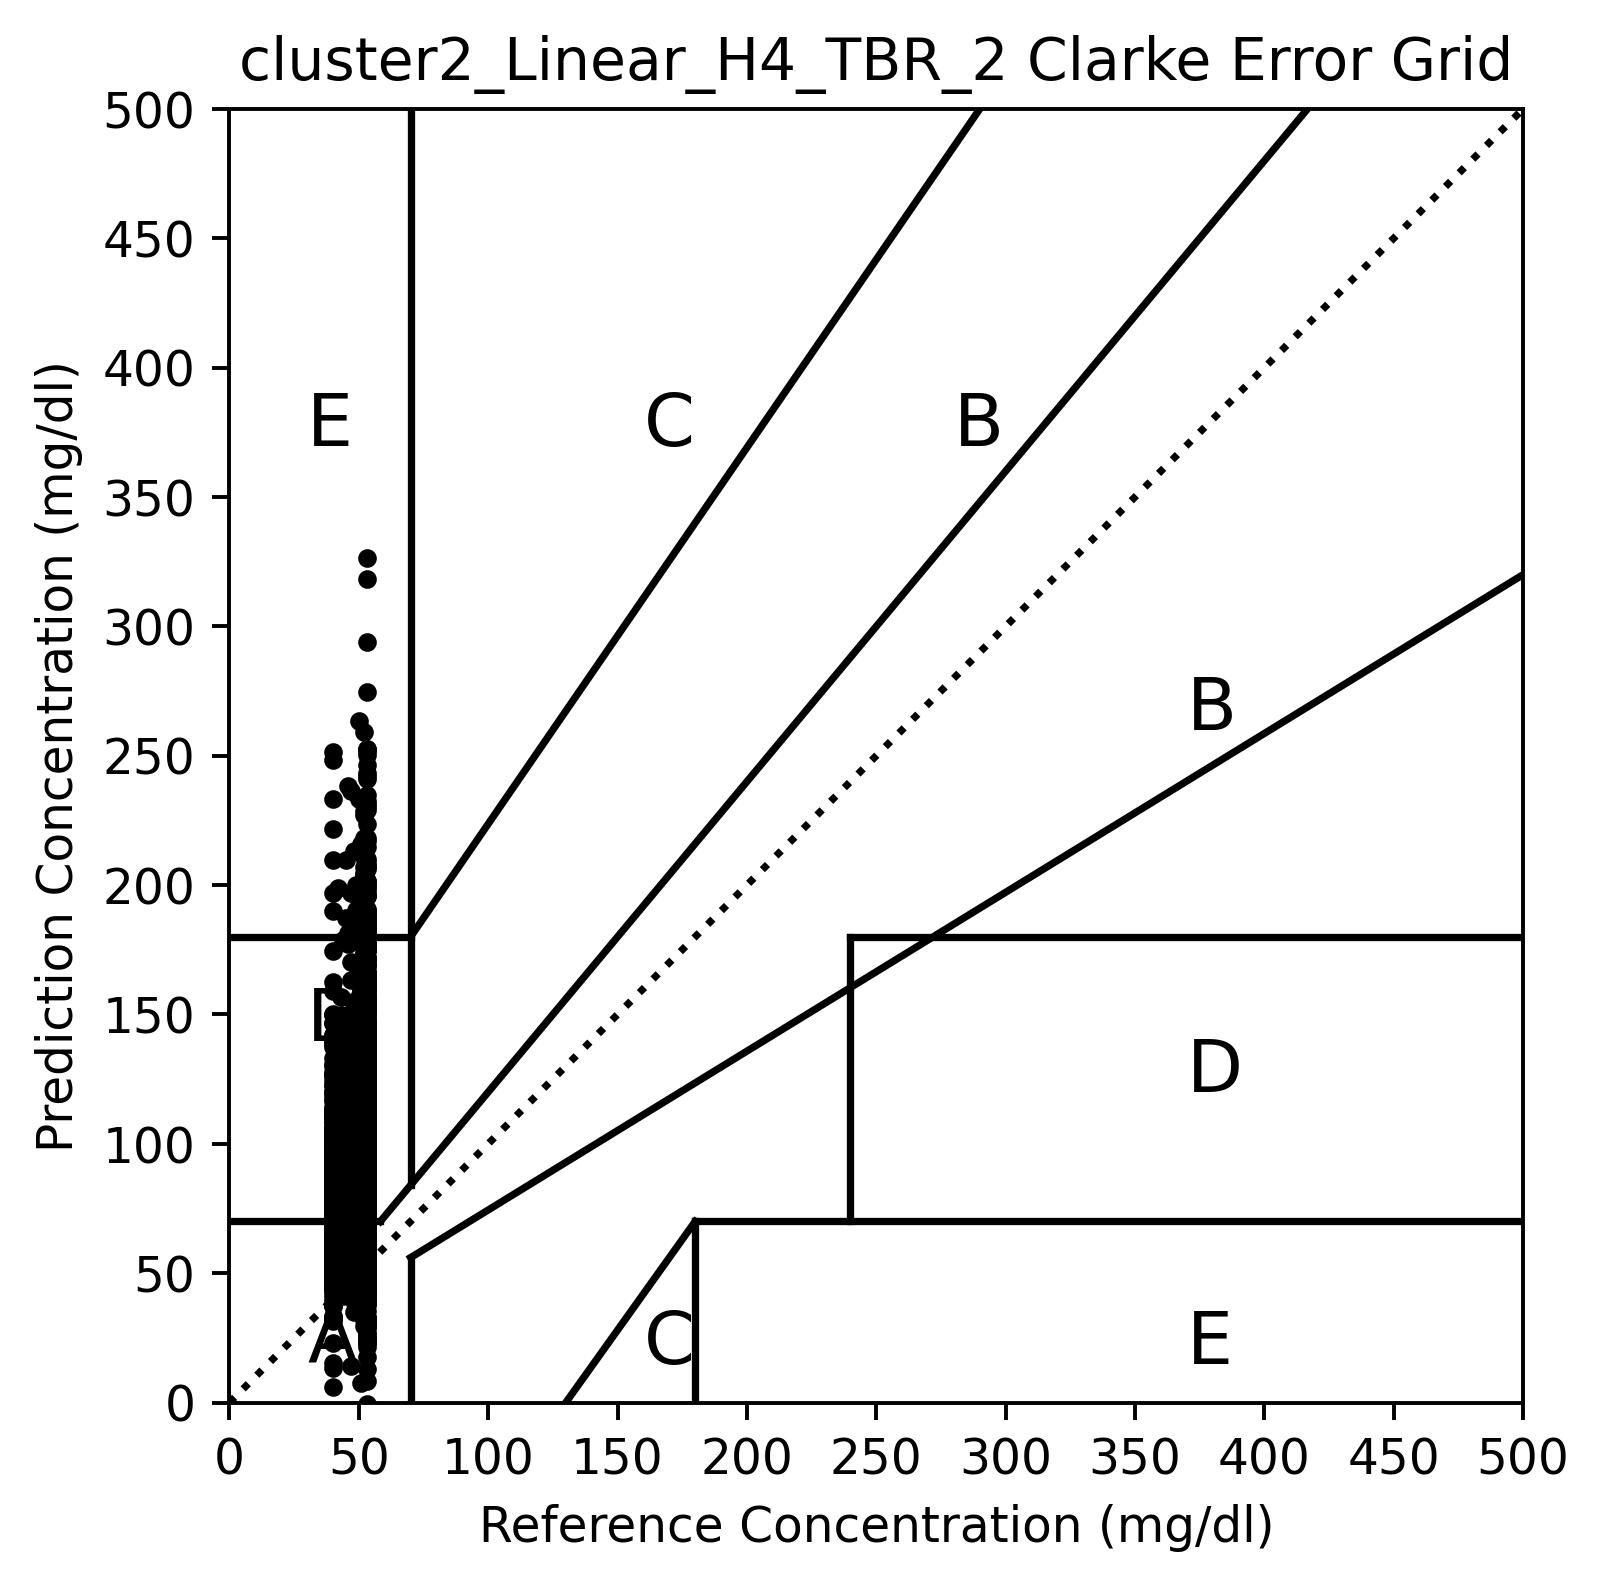 cluster2_Linear_H4_TBR_2 Clarke Error Grid
500
450
400
350
300
250
200
150
100
50
0
Prediction Concentration (mg/dl)
E
C
B
B
D
D
A
C
E
0 50 100 150 200 250 300 350 400 450 500
Reference Concentration (mg/dl)